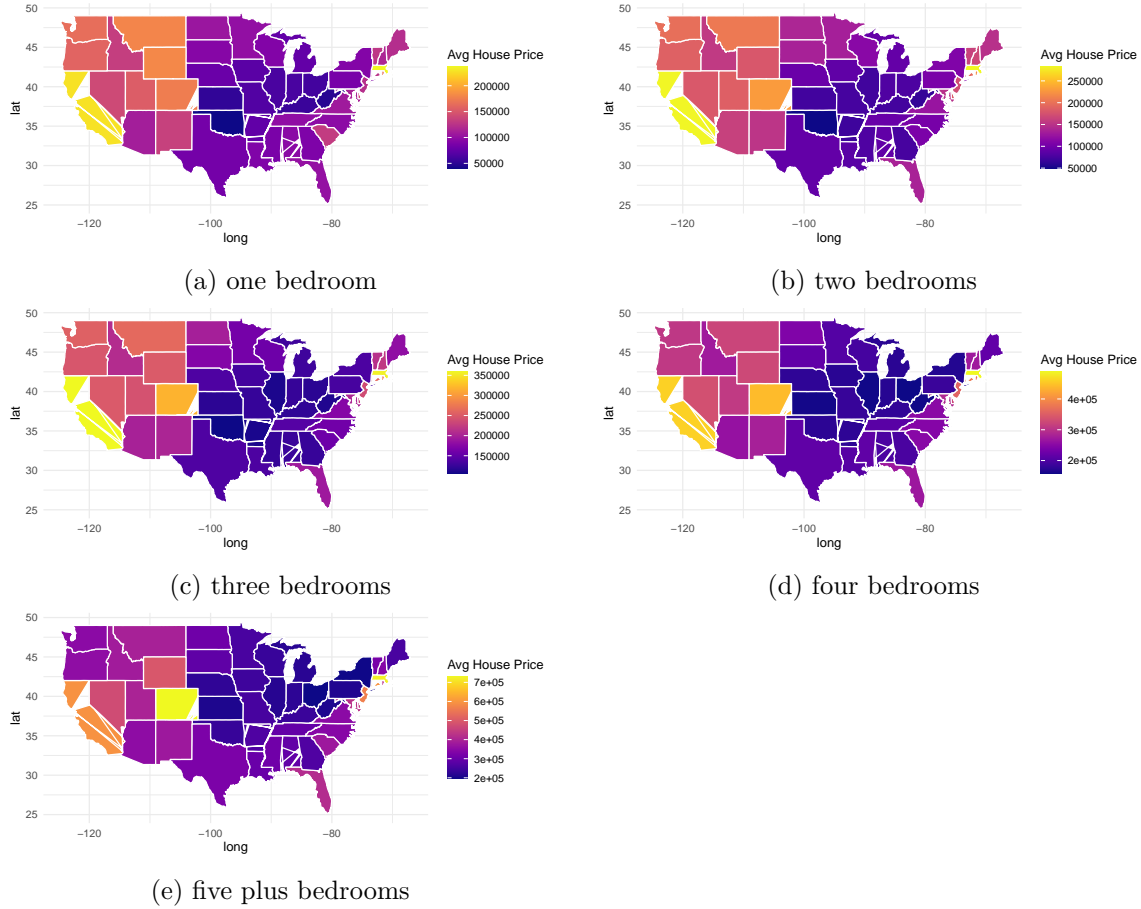 50
45
40
35
30
25
lat
−120
−100
−80
long
Avg House Price
200000
150000
100000
50000
(a) one bedroom
50
45
40
35
30
25
lat
−120
−100
−80
long
Avg House Price
250000
200000
150000
100000
50000
(b) two bedrooms
50
45
40
35
30
25
lat
−120
−100
−80
long
Avg House Price
350000
300000
250000
200000
150000
(c) three bedrooms
50
45
40
35
30
25
lat
−120
−100
−80
long
Avg House Price
4e+05
3e+05
2e+05
(d) four bedrooms
50
45
40
35
30
25
lat
−120
−100
−80
long
Avg House Price
7e+05
6e+05
5e+05
4e+05
3e+05
2e+05
(e) five plus bedrooms